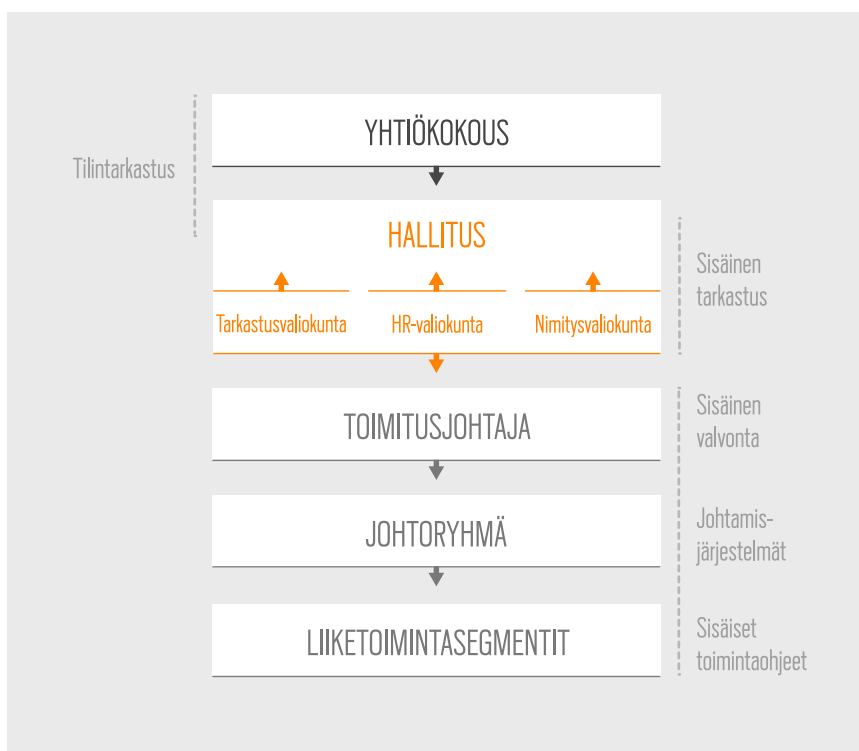 YHTIÖKOKOUS
Tilintarkastus
HALLITUS
Sisäinen
tarkastus
Tarkastusvaliokunta
HR-valiokunta
Nimitysvaliokunta
TOIMITUSJOHTAJA
Sisäinen
valvonta
JOHTORYHMÄ
Johtamis-
järjestelmät
LIIKETOIMINTASEGMENTIT
Sisäiset
toimintaohjeet